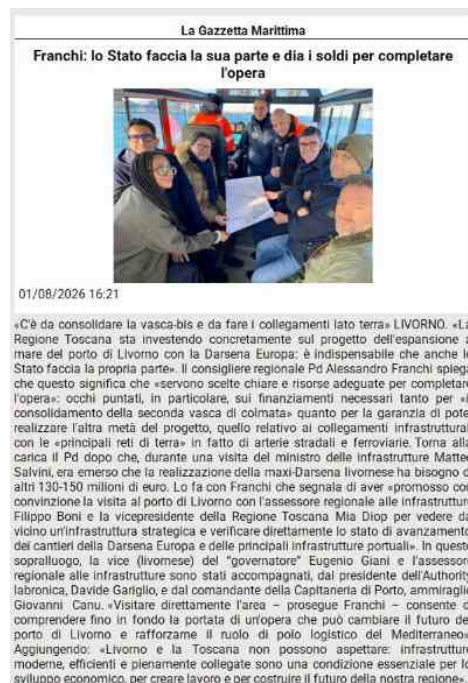 La Gazzetta Marittima
Franchi: lo Stato faccia la sua parte e dia i soldi per completare
l'opera
01/08/2026 16:21
«C'è da consolidare la vasca-bis e da fare i collegamenti lato terra» LIVORNO. «La
Regione Toscana sta investendo concretamente sul progetto dell'espansione a
mare del porto di Livorno con la Darsena Europa: è indispensabile che anche lo
Stato faccia la propria parte». Il consigliere regionale Pd Alessandro Franchi spiega
che questo significa che «servono scelte chiare e risorse adeguate per completare
l'opera»: occhi puntati, in particolare, sui finanziamenti necessari tanto per «il
consolidamento della seconda vasca di colmata» quanto per la garanzia di poter
realizzare l'altra metà del progetto, quello relativo ai collegamenti infrastrutturali
con le «principali reti di terra» in fatto di arterie stradali e ferroviarie. Torna alla
carica il Pd dopo che, durante una visita del ministro delle infrastrutture Matteo
Salvini, era emerso che la realizzazione della maxi-Darsena livornese ha bisogno di
altri 130-150 milioni di euro. Lo fa con Franchi che segnala di aver «promosso con
convinzione la visita al porto di Livorno con l'assessore regionale alle infrastrutture
Filippo Boni e la vicepresidente della Regione Toscana Mia Diop per vedere da
vicino un'infrastruttura strategica e verificare direttamente lo stato di avanzamento
dei cantieri della Darsena Europa e delle principali infrastrutture portuali». In questo
sopralluogo, la vice (livornese) del "governatore" Eugenio Giani e l'assessore
regionale alle infrastrutture sono stati accompagnati, dal presidente dell'Authority
labronica, Davide Gariglio, e dal comandante della Capitaneria di Porto, ammiraglio
Giovanni Canu. «Visitare direttamente l'area – prosegue Franchi – consente di
comprendere fino in fondo la portata di un'opera che può cambiare il futuro del
porto di Livorno e rafforzarne il ruolo di polo logistico del Mediterraneo».
Aggiungendo: «Livorno e la Toscana non possono aspettare: infrastrutture
moderne, efficienti e pienamente collegate sono una condizione essenziale per lo
sviluppo economico, per creare lavoro e per costruire il futuro della nostra regione».